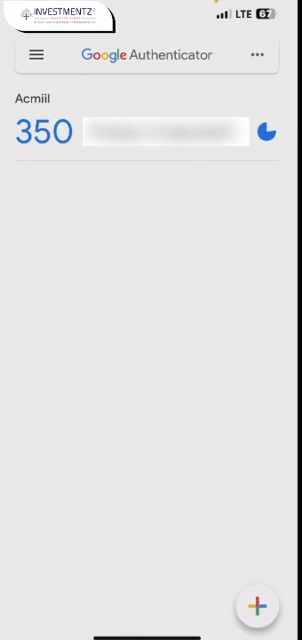 INVESTMENTZ
LTE 67
Google Authenticator
Acmiil
350